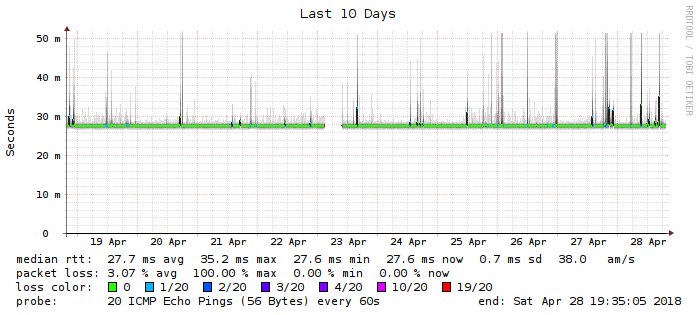 Last 10 Days
RRDTOOL / TOBI OETIKER
Seconds
50 m
40 m
30 m
20 m
10 m
0
19 Apr 20 Apr 21 Apr 22 Apr 23 Apr 24 Apr 25 Apr 26 Apr 27 Apr 28 Apr
median rtt: 27.7 ms avg 35.2 ms max 27.6 ms min 27.6 ms now 0.7 ms sd 38.0 am/s
packet loss: 3.07 % avg 100.00 % max 0.00 % min 0.00 % now
loss color: 0 1/20 2/20 3/20 4/20 10/20 19/20
probe: 20 ICMP Echo Pings (56 Bytes) every 60s end: Sat Apr 28 19:35:05 2018